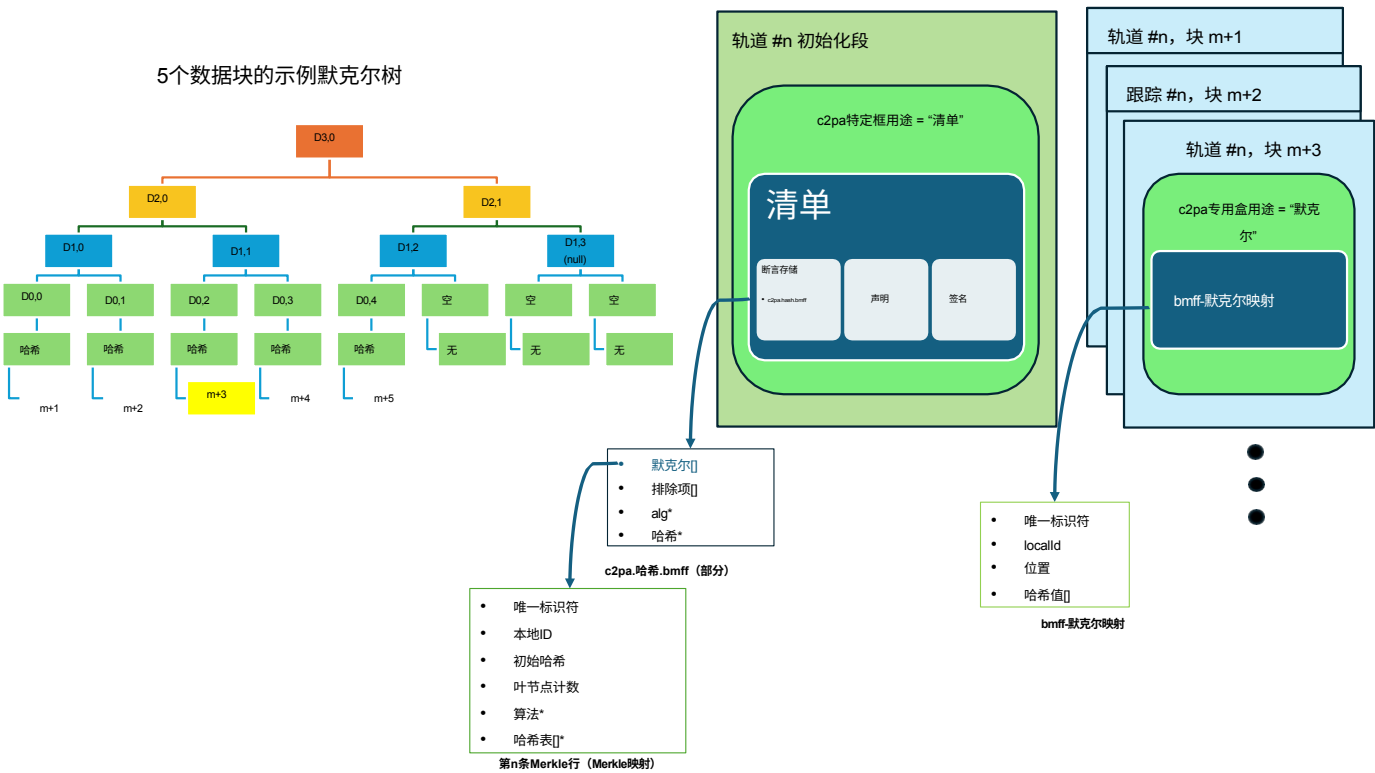 5个数据块的示例默克尔树
D3,0
D2,0
D2,1
D1,0
D1,1
D1,2
D1,3
(null)
D0,0
D0,1
D0,2
D0,3
D0,4
空
空
空
哈希
哈希
哈希
哈希
哈希
无
无
无
m+1
m+2
m+3
m+4
m+5
轨道 #n 初始化段
c2pa特定框用途 = “清单”
清单
断言存储
• c2pa.hash.bmff
声明
签名
轨道 #n，块 m+1
跟踪 #n，块 m+2
轨道 #n，块 m+3
c2pa专用盒用途 = “默克
尔”
bmff-默克尔映射
• 默克尔[]
• 排除项[]
• alg*
• 哈希*
c2pa.哈希.bmff（部分）
• 唯一标识符
• 本地ID
• 初始哈希
• 叶节点计数
• 算法*
• 哈希表[]*
第n条Merkle行（Merkle映射）
• 唯一标识符
• localId
• 位置
• 哈希值[]
bmff-默克尔映射